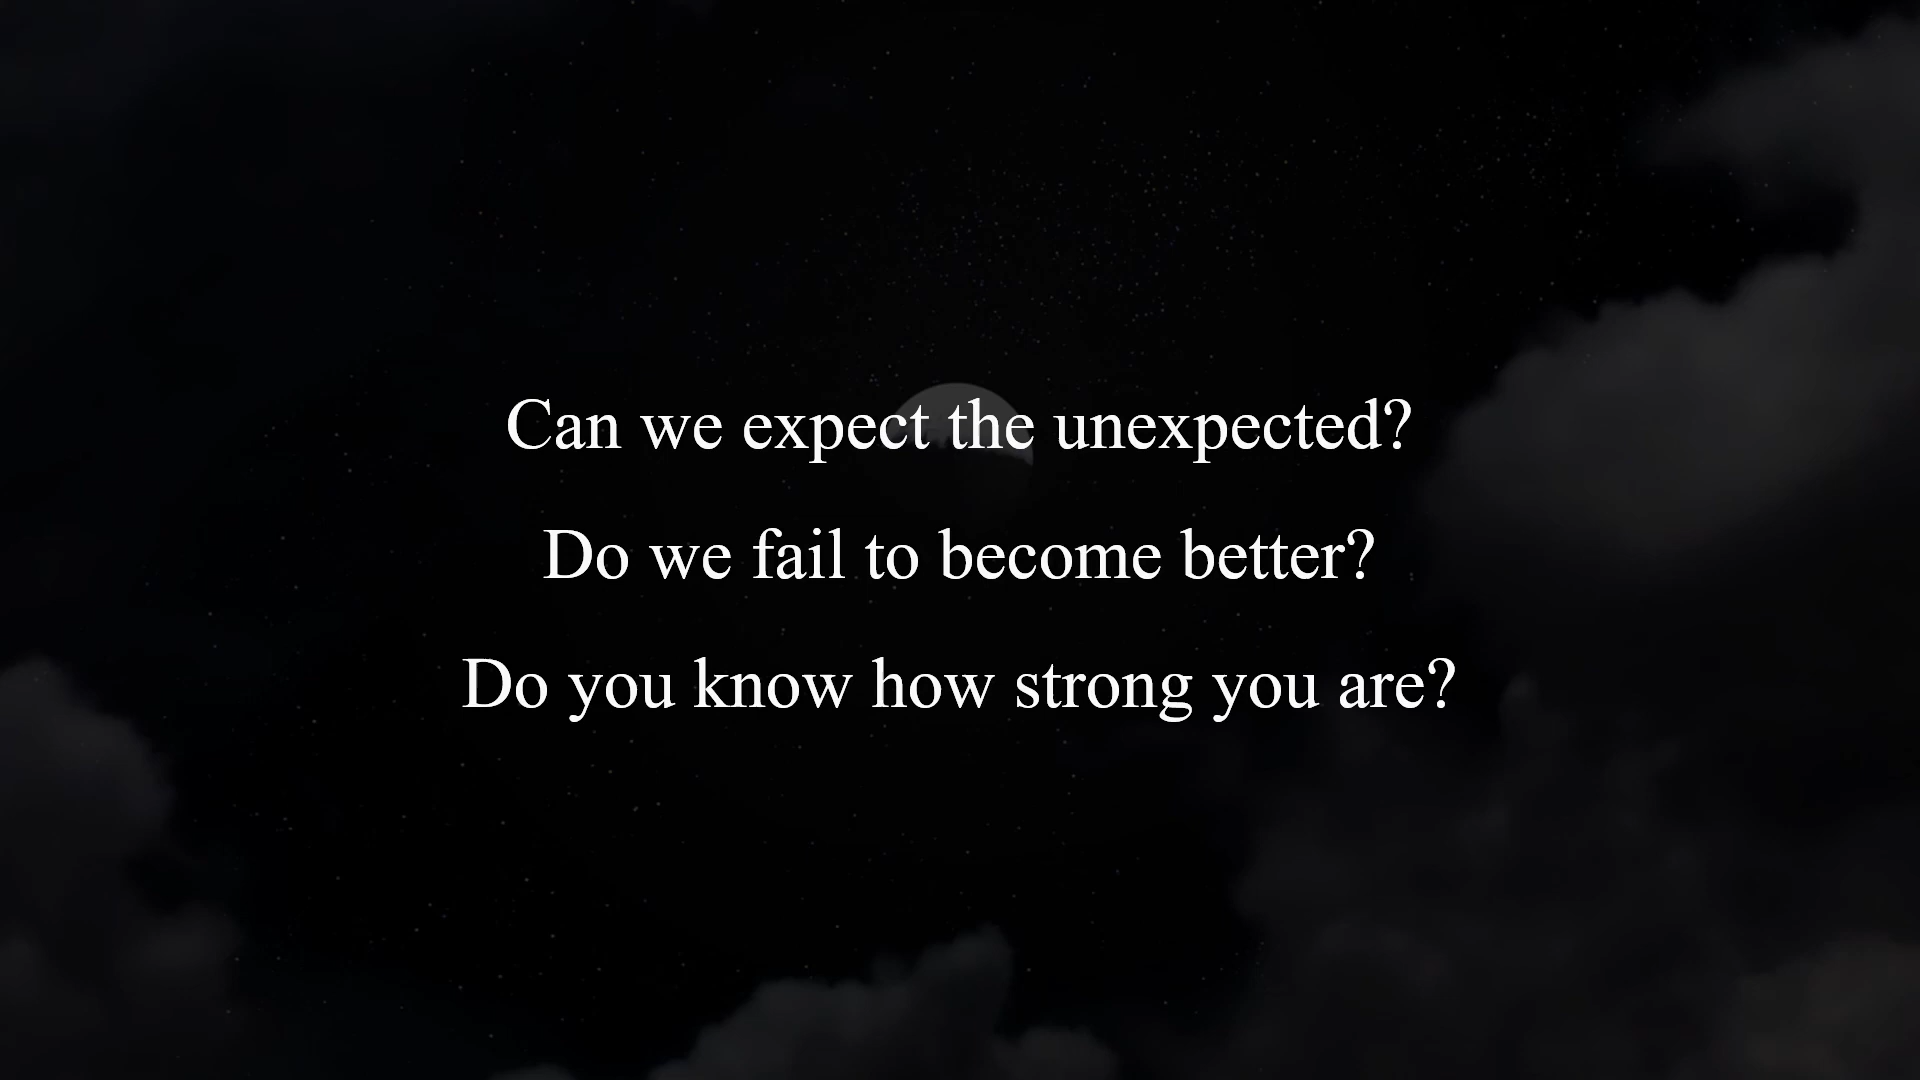 Can we expect the unexpected?
Do we fail to become better?
Do you know how strong you are?